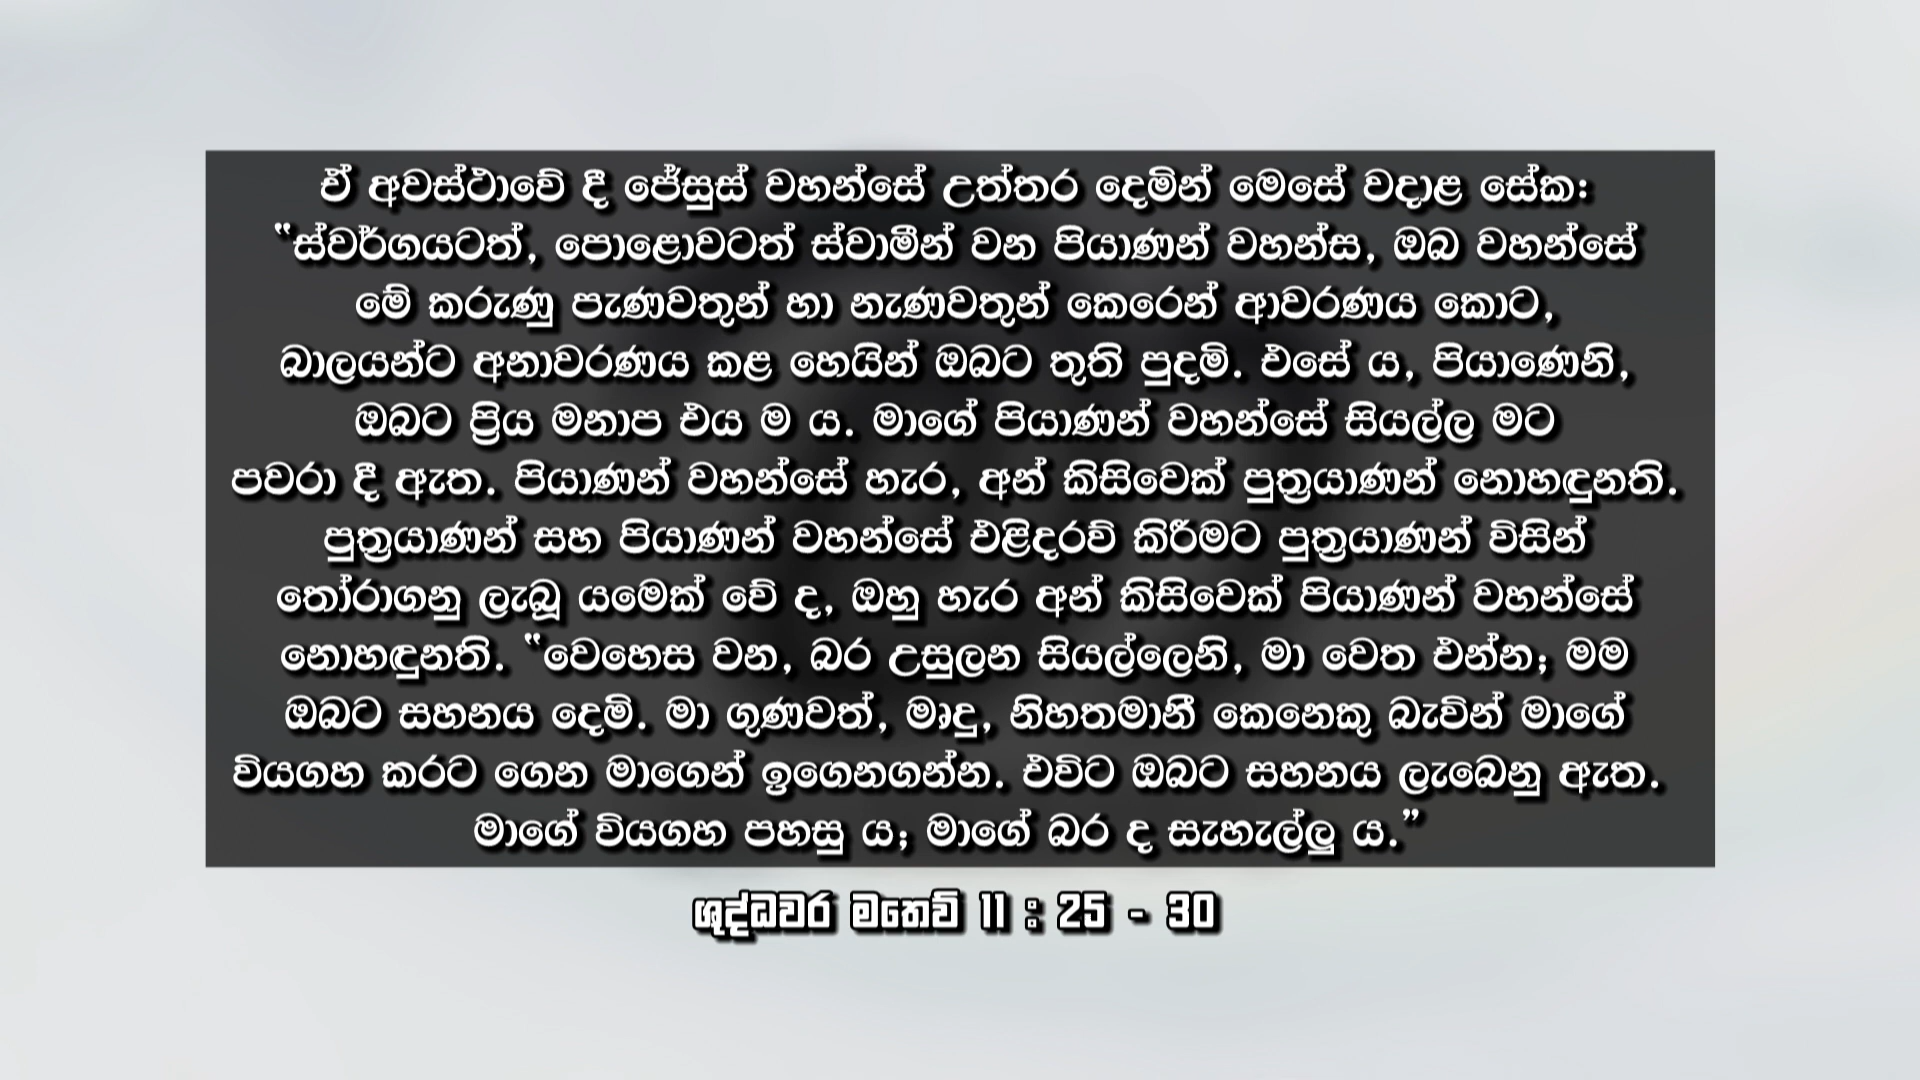 ඒ අවස්ථාවේ දී ජේසුස් වහන්සේ උත්තර දෙමින් මෙසේ වදාළ සේක:
“ස්වර්ගයටත්, පොළොවටත් ස්වාමීන් වන පියාණන් වහන්ස, ඔබ වහන්සේ
මේ කරුණු පැණවතුන් හා නැණවතුන් කෙරෙන් ආවරණය කොට,
බාලයන්ට අනාවරණය කළ හෙයින් ඔබට තුති පුදමි. එසේ ය, පියාණෙනි,
ඔබට ප්‍රිය මනාප එය ම ය. මාගේ පියාණන් වහන්සේ සියල්ල මට
පවරා දී ඇත. පියාණන් වහන්සේ හැර, අන් කිසිවෙක් පුත්‍රයාණන් නොහඳුනති.
පුත්‍රයාණන් සහ පියාණන් වහන්සේ එළිදරව් කිරීමට පුත්‍රයාණන් විසින්
තෝරාගනු ලැබූ යමෙක් වේ ද, ඔහු හැර අන් කිසිවෙක් පියාණන් වහන්සේ
නොහඳුනති. “වෙහෙස වන, බර උසුලන සියල්ලෙනි, මා වෙත එන්න; මම
ඔබට සහනය දෙමි. මා ගුණවත්, මෘදු, නිහතමානී කෙනෙකු බැවින් මාගේ
වියගහ කරට ගෙන මාගෙන් ඉගෙනගන්න. එවිට ඔබට සහනය ලැබෙනු ඇත.
මාගේ වියගහ පහසු ය; මාගේ බර ද සැහැල්ලු ය.”
ශුද්ධවර මතෙව් 11 : 25 - 30